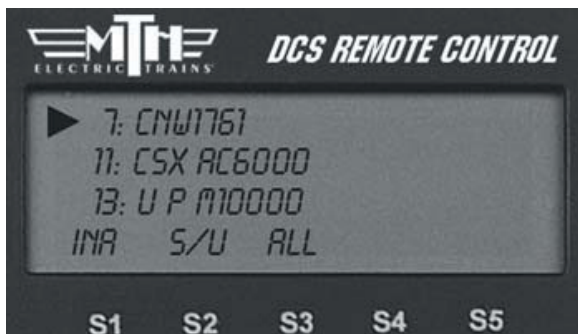 MTH
ELECTRIC TRAINS
DCS REMOTE CONTROL
7: CNW1761
11: CSX AC6000
13: U P M10000
INA S/U ALL
S1 S2 S3 S4 S5